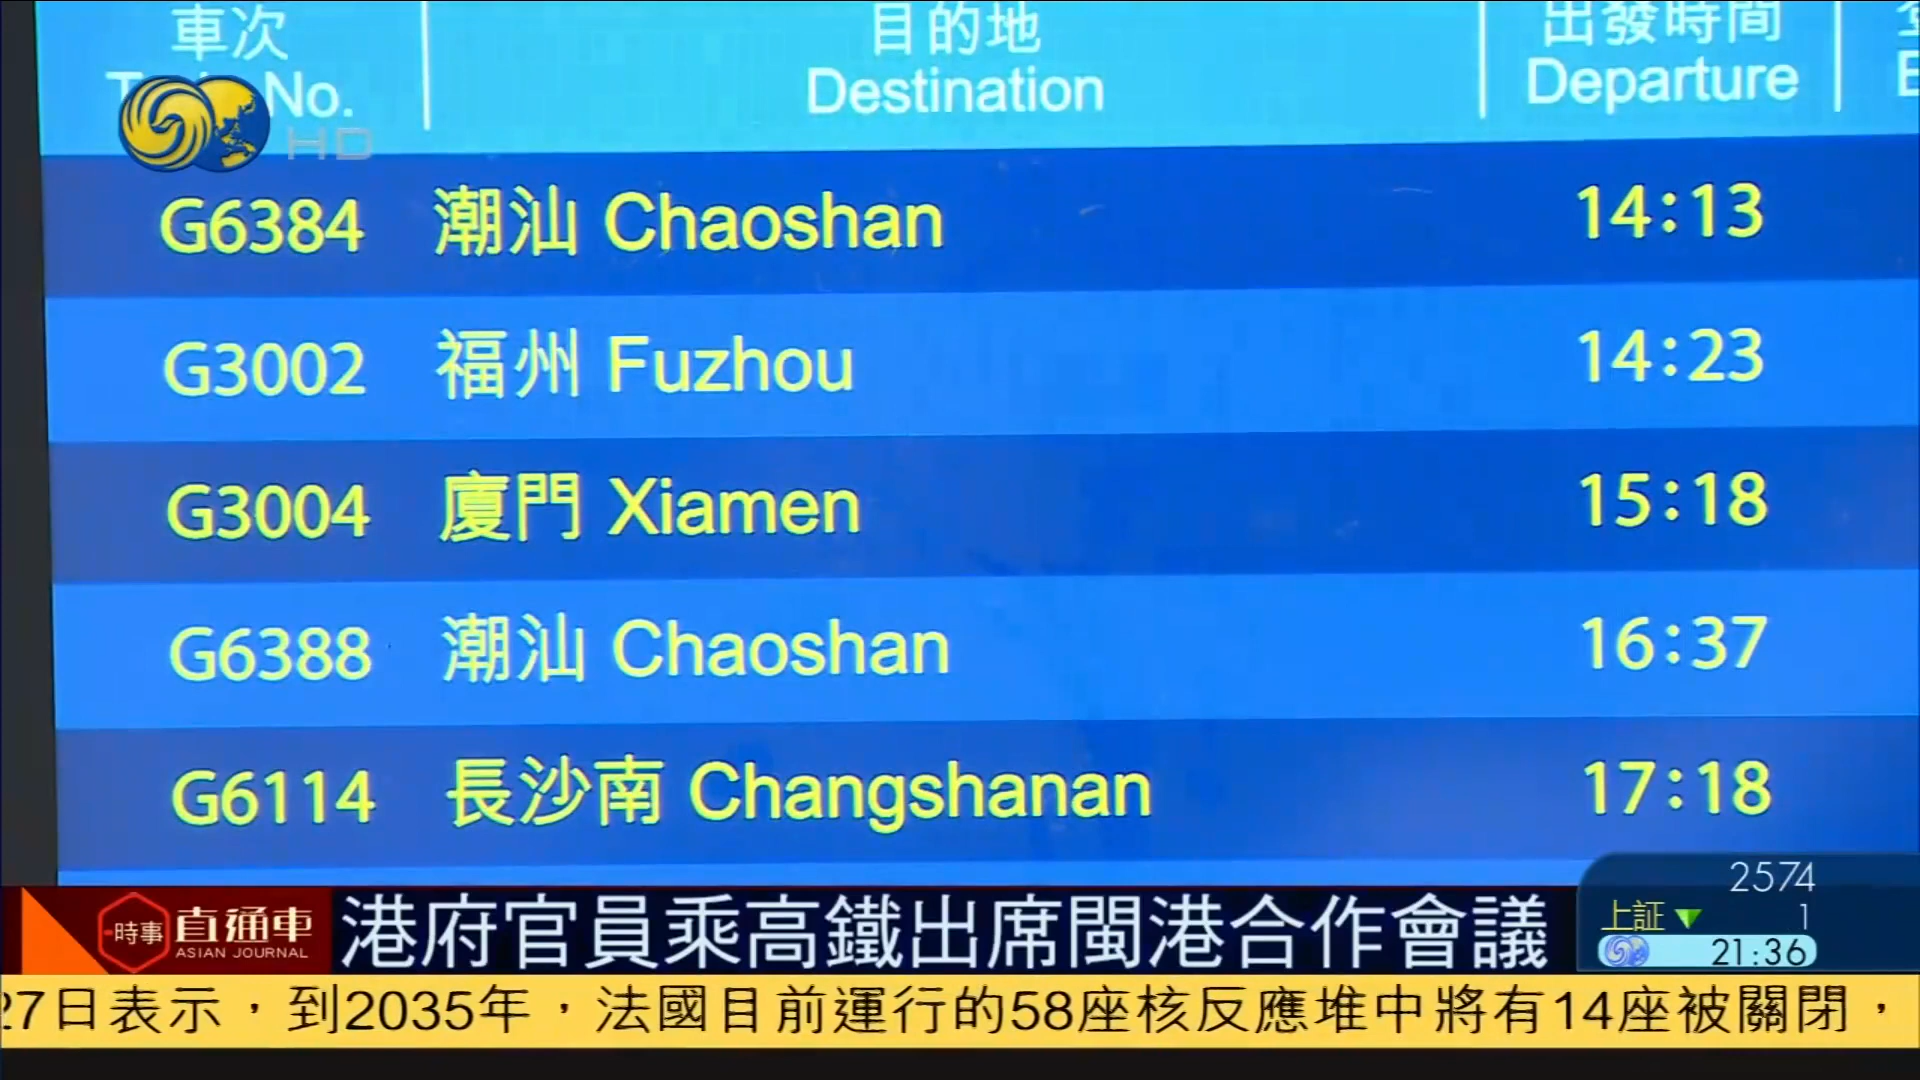 車次 目的地 出發時間
No. Destination Departure
HD
G6384 潮汕 Chaoshan 14:13
G3002 福州 Fuzhou 14:23
G3004 廈門 Xiamen 15:18
G6388 潮汕 Chaoshan 16:37
G6114 長沙南 Changshanan 17:18
時事 直通車
ASIAN JOURNAL
港府官員乘高鐵出席閩港合作會議
2574
上証 ▼ 1
21:36
27日表示，到2035年，法國目前運行的58座核反應堆中將有14座被關閉，